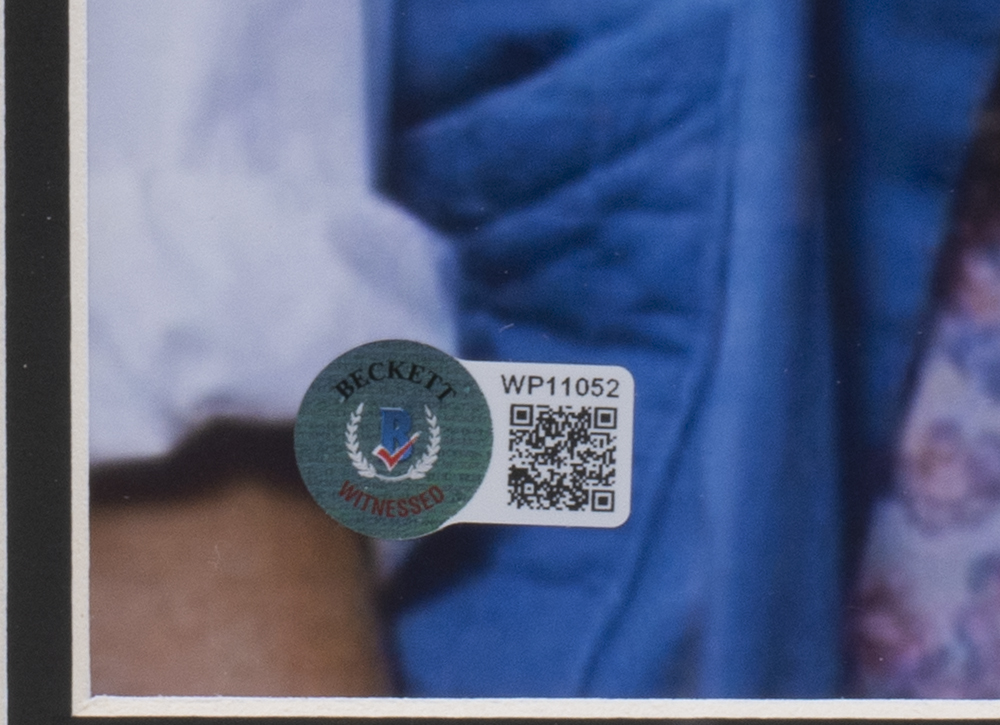 BECKETT
B
WITNESSED
WP11052